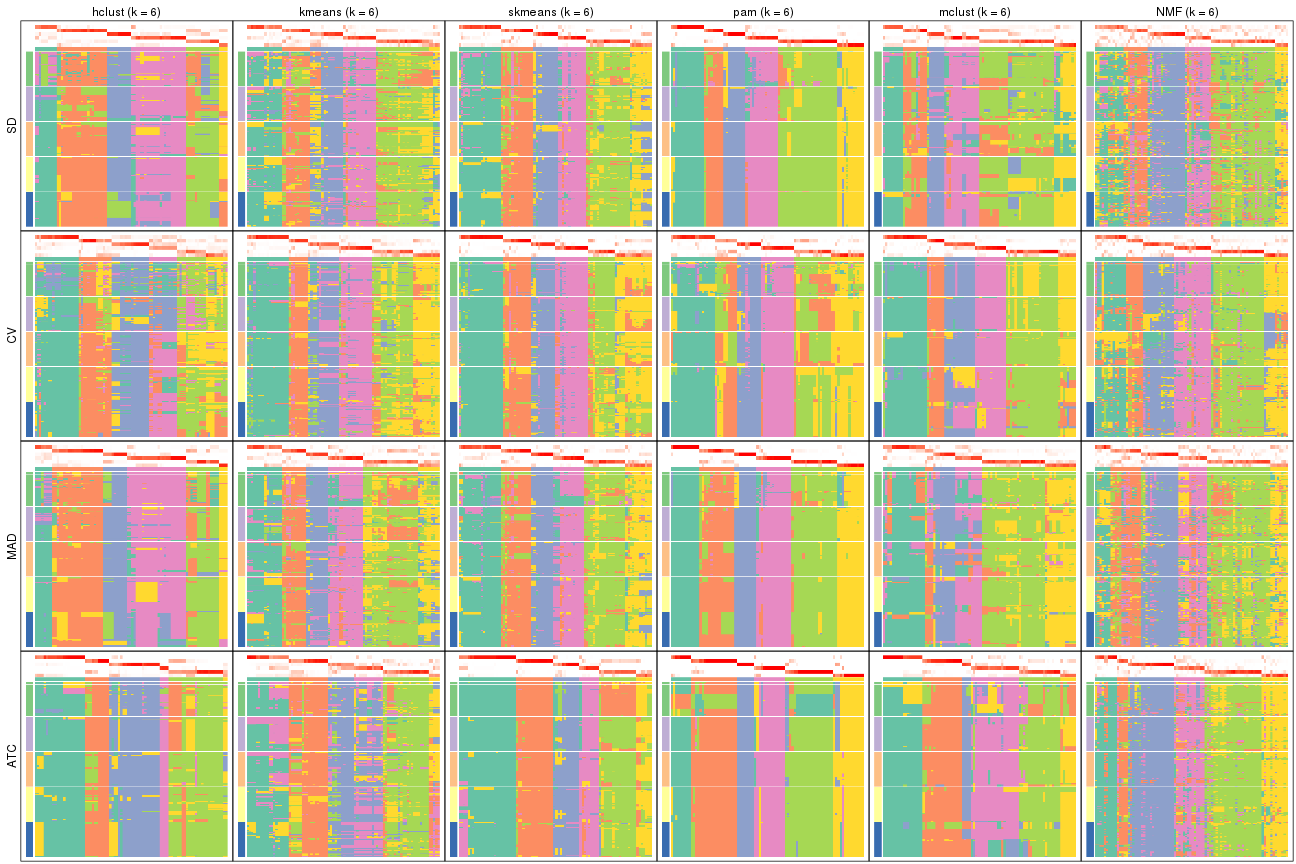 hclust (k = 6) kmeans (k = 6) skmeans (k = 6) pam (k = 6) mclust (k = 6) NMF (k = 6)
SD
CV
MAD
ATC